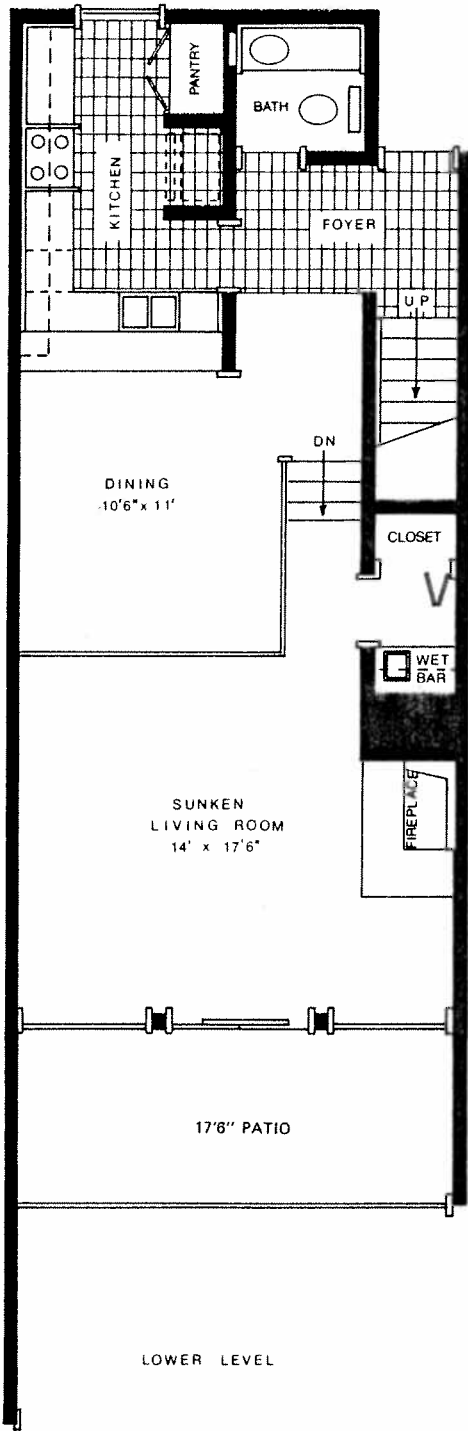 PANTRY
BATH
KITCHEN
FOYER
UP
DN
DINING
10'6" x 11'
CLOSET
V
WET
BAR
SUNKEN
LIVING ROOM
14' x 17'6"
FIREPLACE
17'6" PATIO
LOWER LEVEL